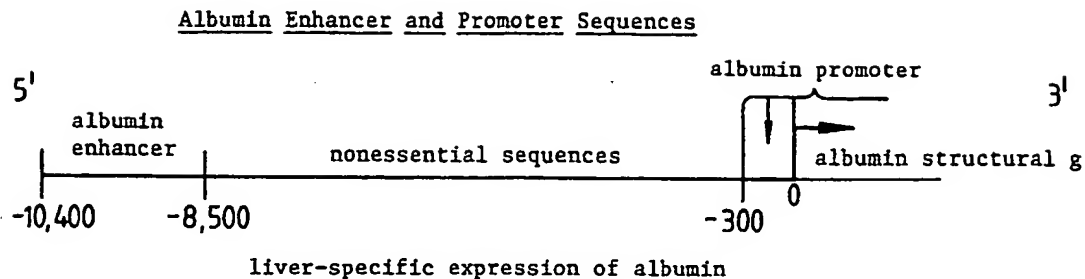 Albumin Enhancer and Promoter Sequences
albumin promoter
5' 3'
albumin
enhancer
nonessential sequences
albumin structural g
-10,400 -8,500 -300 0
liver-specific expression of albumin